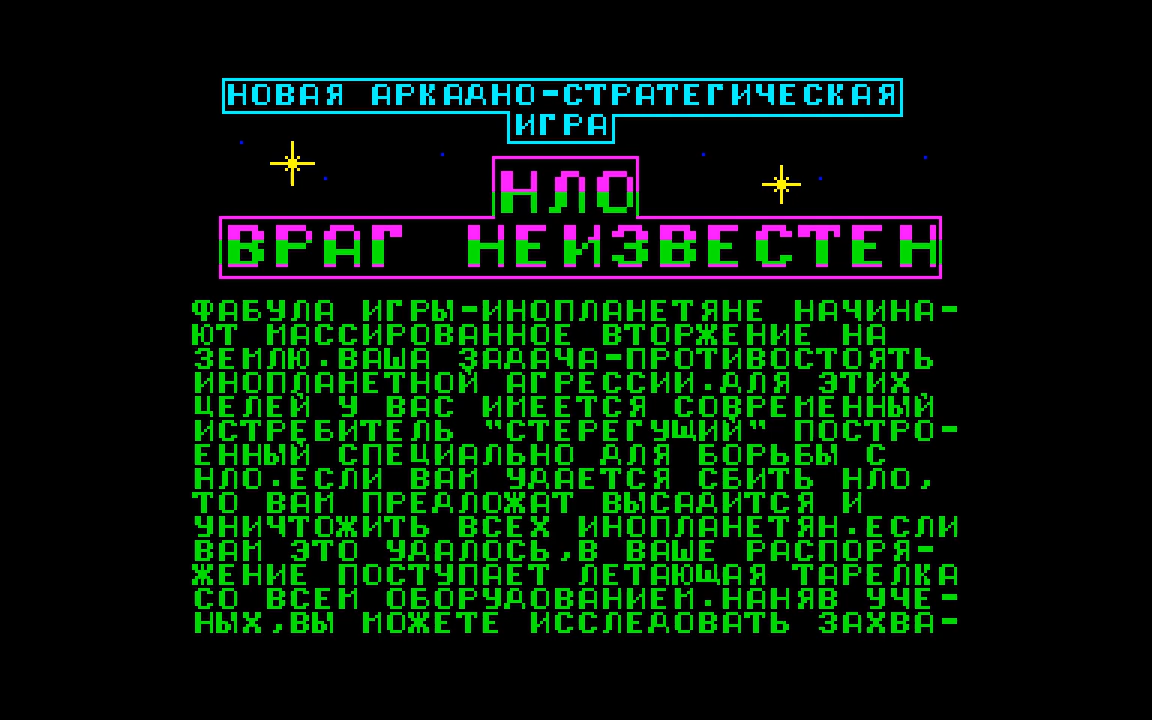 НОВАЯ АРКАДНО-СТРАТЕГИЧЕСКАЯ
ИГРА
НЛО
ВРАГ НЕИЗВЕСТЕН
ФАБУЛА ИГРЫ-ИНОПЛАНЕТЯНЕ НАЧИНА-
ЮТ МАССИРОВАННОЕ ВТОРЖЕНИЕ НА
ЗЕМЛЮ.ВАША ЗАДАЧА-ПРОТИВОСТОЯТЬ
ИНОПЛАНЕТНОЙ АГРЕССИИ.ДЛЯ ЭТИХ
ЦЕЛЕЙ У ВАС ИМЕЕТСЯ СОВРЕМЕННЫЙ
ИСТРЕБИТЕЛЬ "СТЕРЕГУЩИЙ" ПОСТРО-
ЕННЫЙ СПЕЦИАЛЬНО ДЛЯ БОРЬБЫ С
НЛО.ЕСЛИ ВАМ УДАЕТСЯ СБИТЬ НЛО,
ТО ВАМ ПРЕДЛОЖАТ ВЫСАДИТСЯ И
УНИЧТОЖИТЬ ВСЕХ ИНОПЛАНЕТЯН.ЕСЛИ
ВАМ ЭТО УДАЛОСЬ,В ВАШЕ РАСПОРЯ-
ЖЕНИЕ ПОСТУПАЕТ ЛЕТАЮЩАЯ ТАРЕЛКА
СО ВСЕМ ОБОРУДОВАНИЕМ.НАНЯВ УЧЕ-
НЫХ,ВЫ МОЖЕТЕ ИССЛЕДОВАТЬ ЗАХВА-